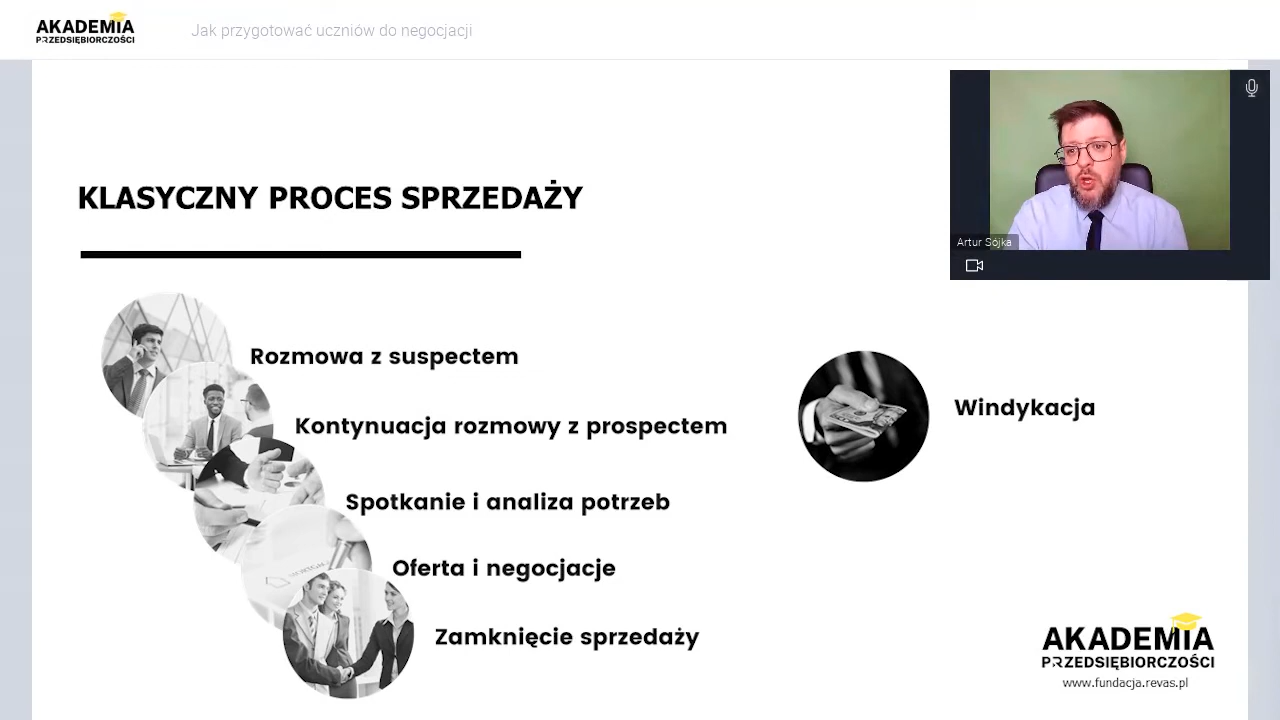 AKADEMIA
PRZEDSIĘBIORCZOŚCI
Jak przygotować uczniów do negocjacji
Artur Sójka
KLASYCZNY PROCES SPRZEDAŻY
Rozmowa z suspectem
Kontynuacja rozmowy z prospectem
Spotkanie i analiza potrzeb
Oferta i negocjacje
Zamknięcie sprzedaży
Windykacja
AKADEMIA
PRZEDSIĘBIORCZOŚCI
www.fundacja.revas.pl